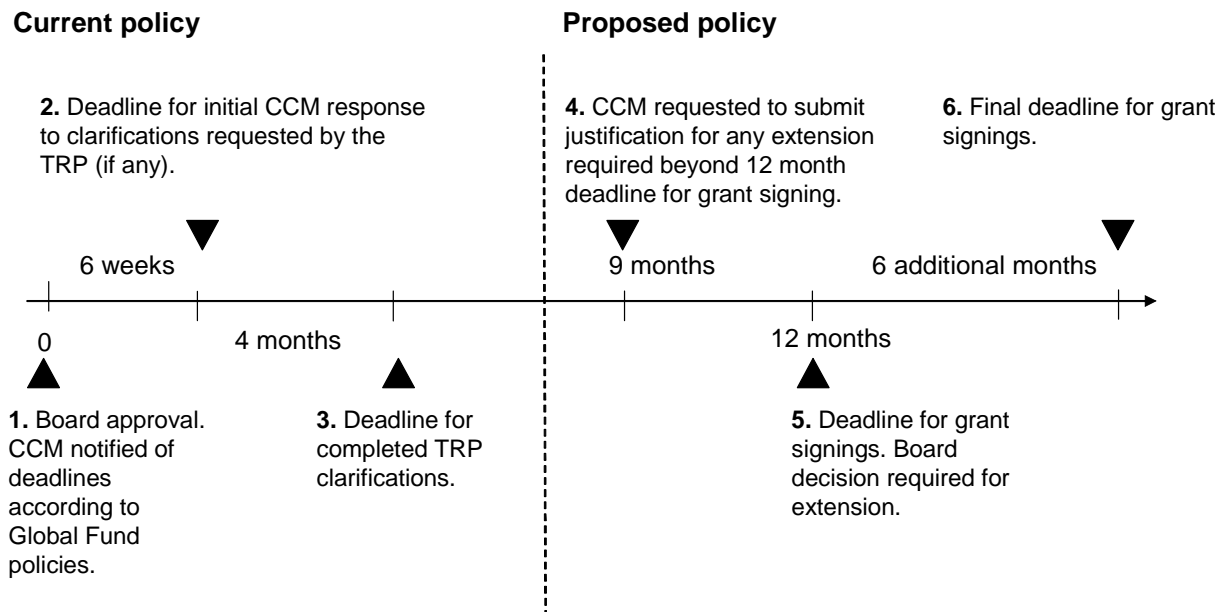 Current policy
Proposed policy
2. Deadline for initial CCM response
to clarifications requested by the
TRP (if any).
4. CCM requested to submit
justification for any extension
required beyond 12 month
deadline for grant signing.
6. Final deadline for grant
signings.
6 weeks
9 months
6 additional months
0
4 months
12 months
1. Board approval.
CCM notified of
deadlines
according to
Global Fund
policies.
3. Deadline for
completed TRP
clarifications.
5. Deadline for grant
signings. Board
decision required for
extension.